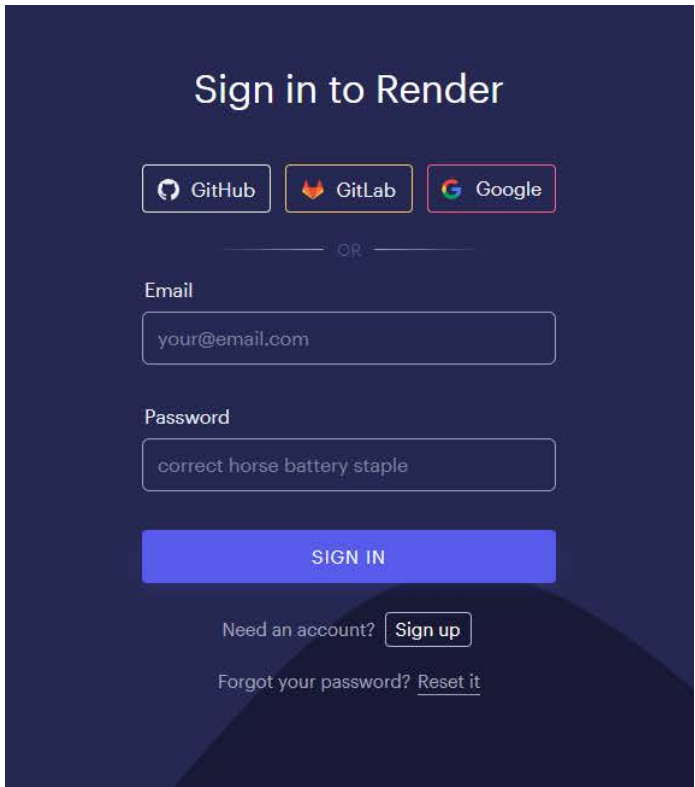 Sign in to Render
GitHub GitLab Google
OR
Email
your@email.com
Password
correct horse battery staple
SIGN IN
Need an account? Sign up
Forgot your password? Reset it